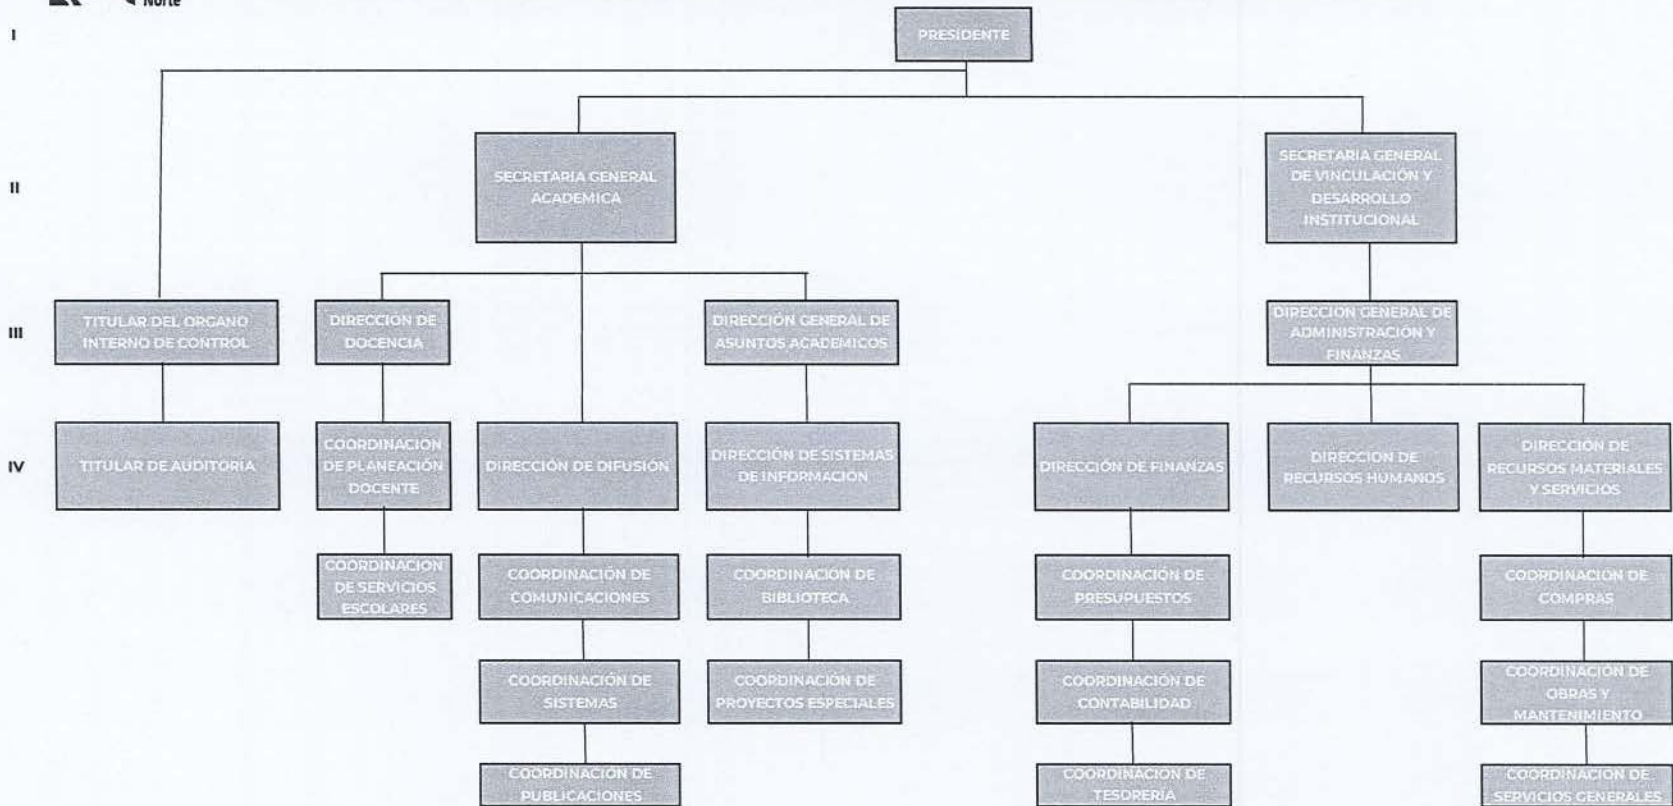 Norte
I
PRESIDENTE
II
SECRETARIA GENERAL
ACADEMICA
SECRETARIA GENERAL
DE VINCULACIÓN Y
DESARROLLO
INSTITUCIONAL
III
TITULAR DEL ORGANO
INTERNO DE CONTROL
DIRECCION DE
DOCENCIA
DIRECCIÓN GENERAL DE
ASUNTOS ACADEMICOS
DIRECCION GENERAL DE
ADMINISTRACIÓN Y
FINANZAS
IV
TITULAR DE AUDITORIA
COORDINACION
DE PLANEACIÓN
DOCENTE
DIRECCIÓN DE DIFUSIÓN
DIRECCIÓN DE SISTEMAS
DE INFORMACION
DIRECCIÓN DE FINANZAS
DIRECCION DE
RECURSOS HUMANOS
DIRECCIÓN DE
RECURSOS MATERIALES
Y SERVICIOS
COORDINACION
DE SERVICIOS
ESCOLARES
COORDINACIÓN DE
COMUNICACIONES
COORDINACIÓN DE
BIBLIOTECA
COORDINACIÓN DE
PRESUPUESTOS
COORDINACIÓN DE
COMPRAS
COORDINACIÓN DE
SISTEMAS
COORDINACIÓN DE
PROYECTOS ESPECIALES
COORDINACIÓN DE
CONTABILIDAD
COORDINACIÓN DE
OBRAS Y
MANTENIMIENTO
COORDINACION DE
PUBLICACIONES
COORDINACION DE
TESORERÍA
COORDINACION DE
SERVICIOS GENERALES